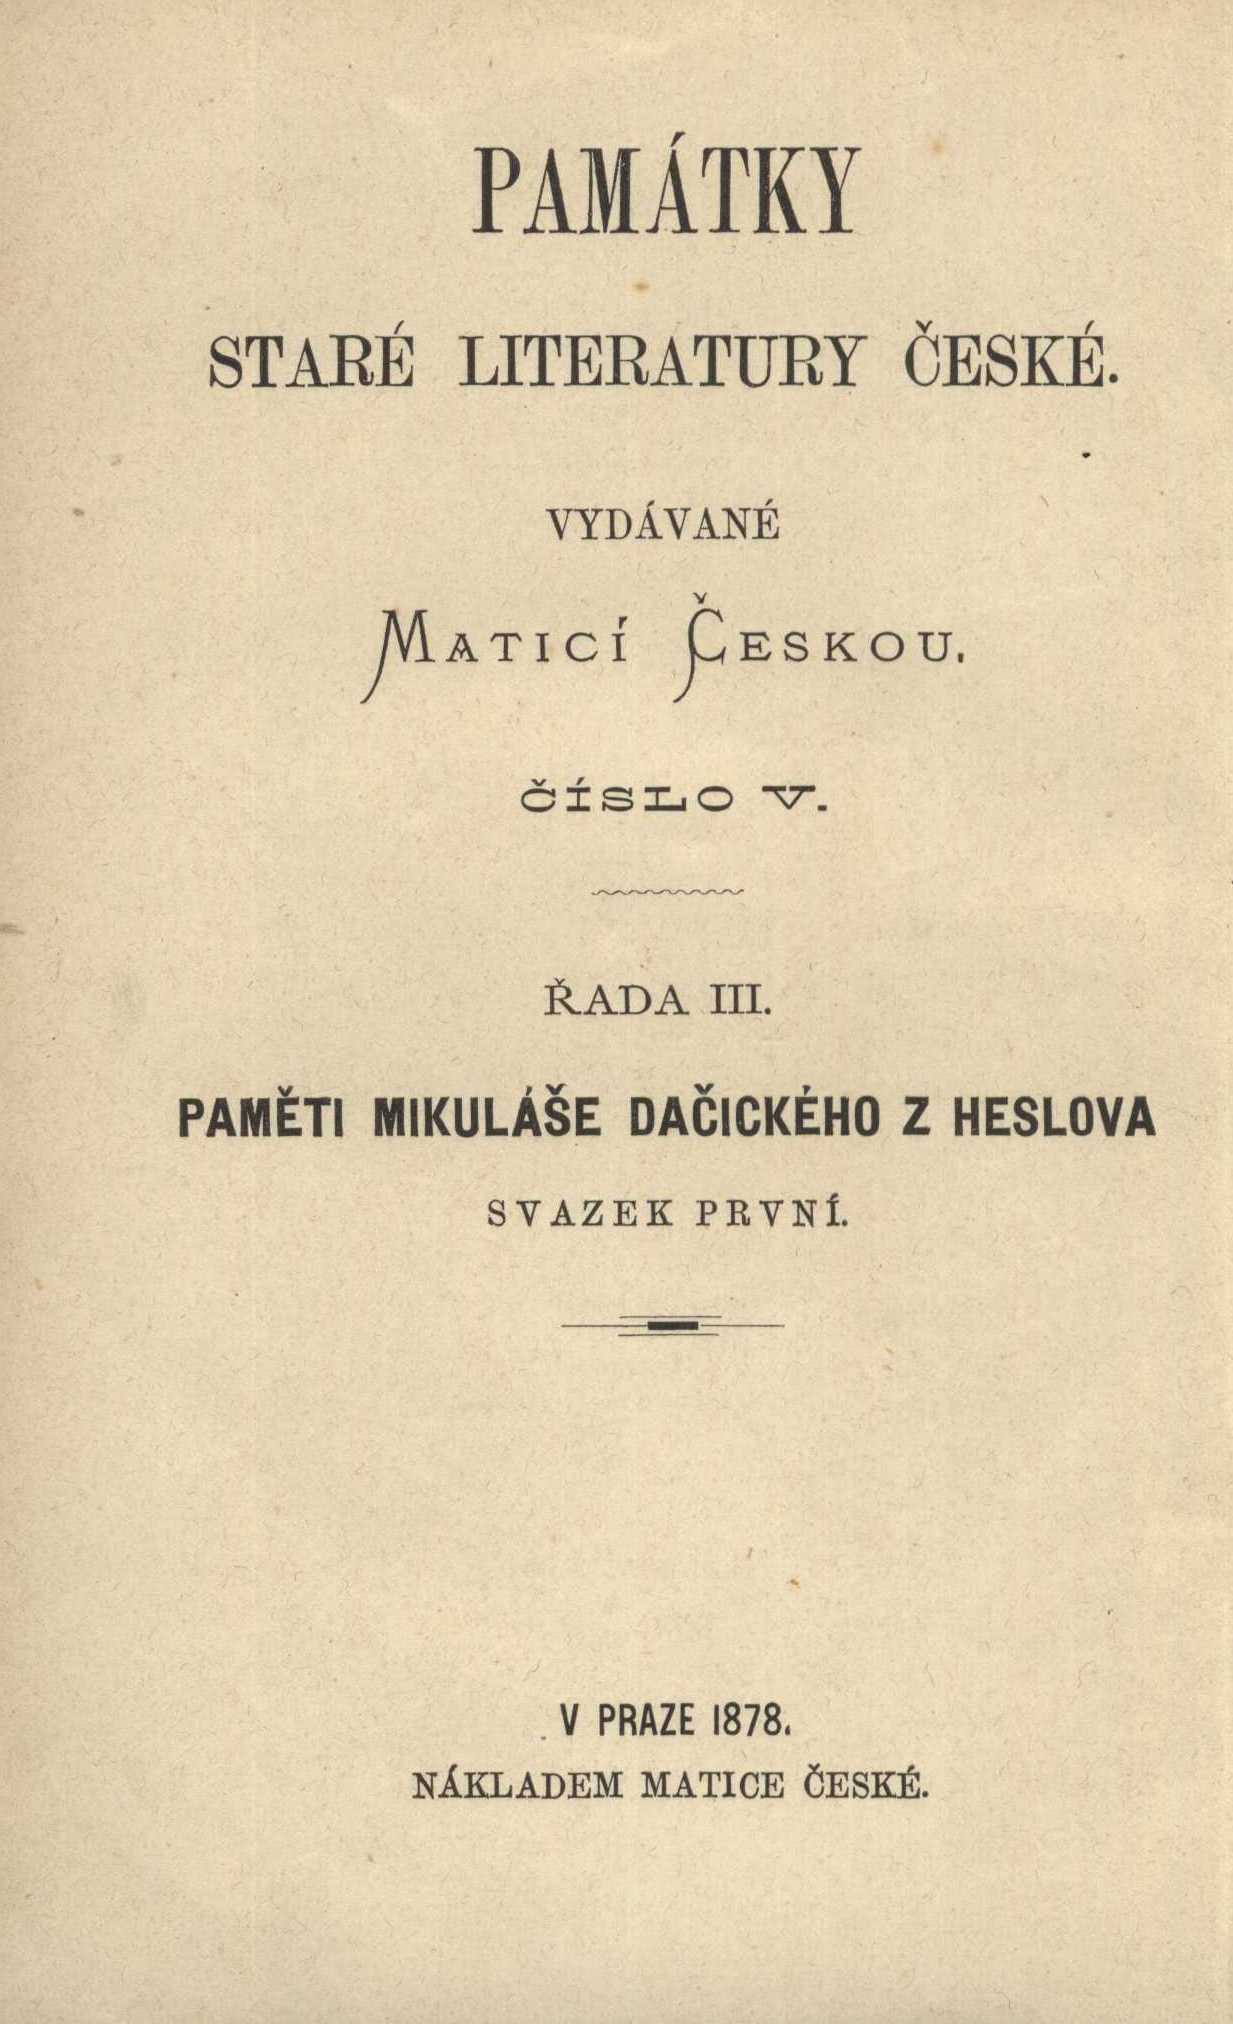 PAMÁTKY
STARÉ LITERATURY ČESKÉ.
VYDÁVANÉ
MATICÍ ČESKOU.
ČÍSLO V.
ŘADA III.
PAMĚTI MIKULÁŠE DAČICKÉHO Z HESLOVA
SVAZEK PRVNÍ.
V PRAZE 1878.
NÁKLADEM MATICE ČESKÉ.